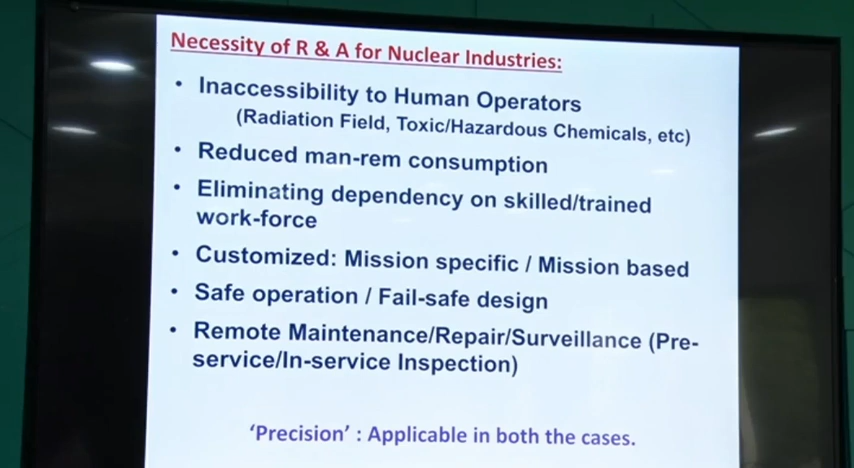 Necessity of R & A for Nuclear Industries:
• Inaccessibility to Human Operators
(Radiation Field, Toxic/Hazardous Chemicals, etc)
• Reduced man-rem consumption
• Eliminating dependency on skilled/trained
work-force
• Customized: Mission specific / Mission based
• Safe operation / Fail-safe design
• Remote Maintenance/Repair/Surveillance (Pre-
service/In-service Inspection)
‘Precision’ : Applicable in both the cases.